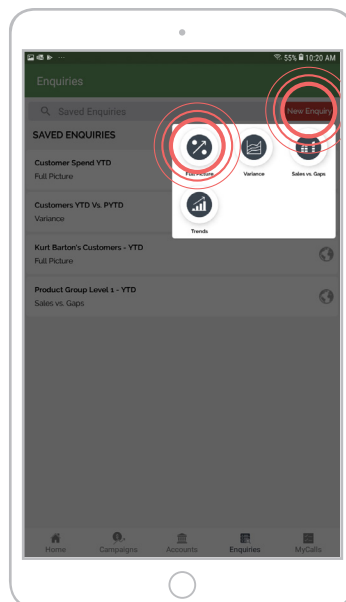 55% 10:20 AM
Enquiries
Saved Enquiries
New Enquiry
SAVED ENQUIRIES
Full Picture
Variance
Sales vs. Gaps
Trends
Customer Spend YTD
Full Picture
Customers YTD Vs. PYTD
Variance
Kurt Barton's Customers - YTD
Full Picture
Product Group Level 1 - YTD
Sales vs. Gaps
Home
Campaigns
Accounts
Enquiries
MyCalls